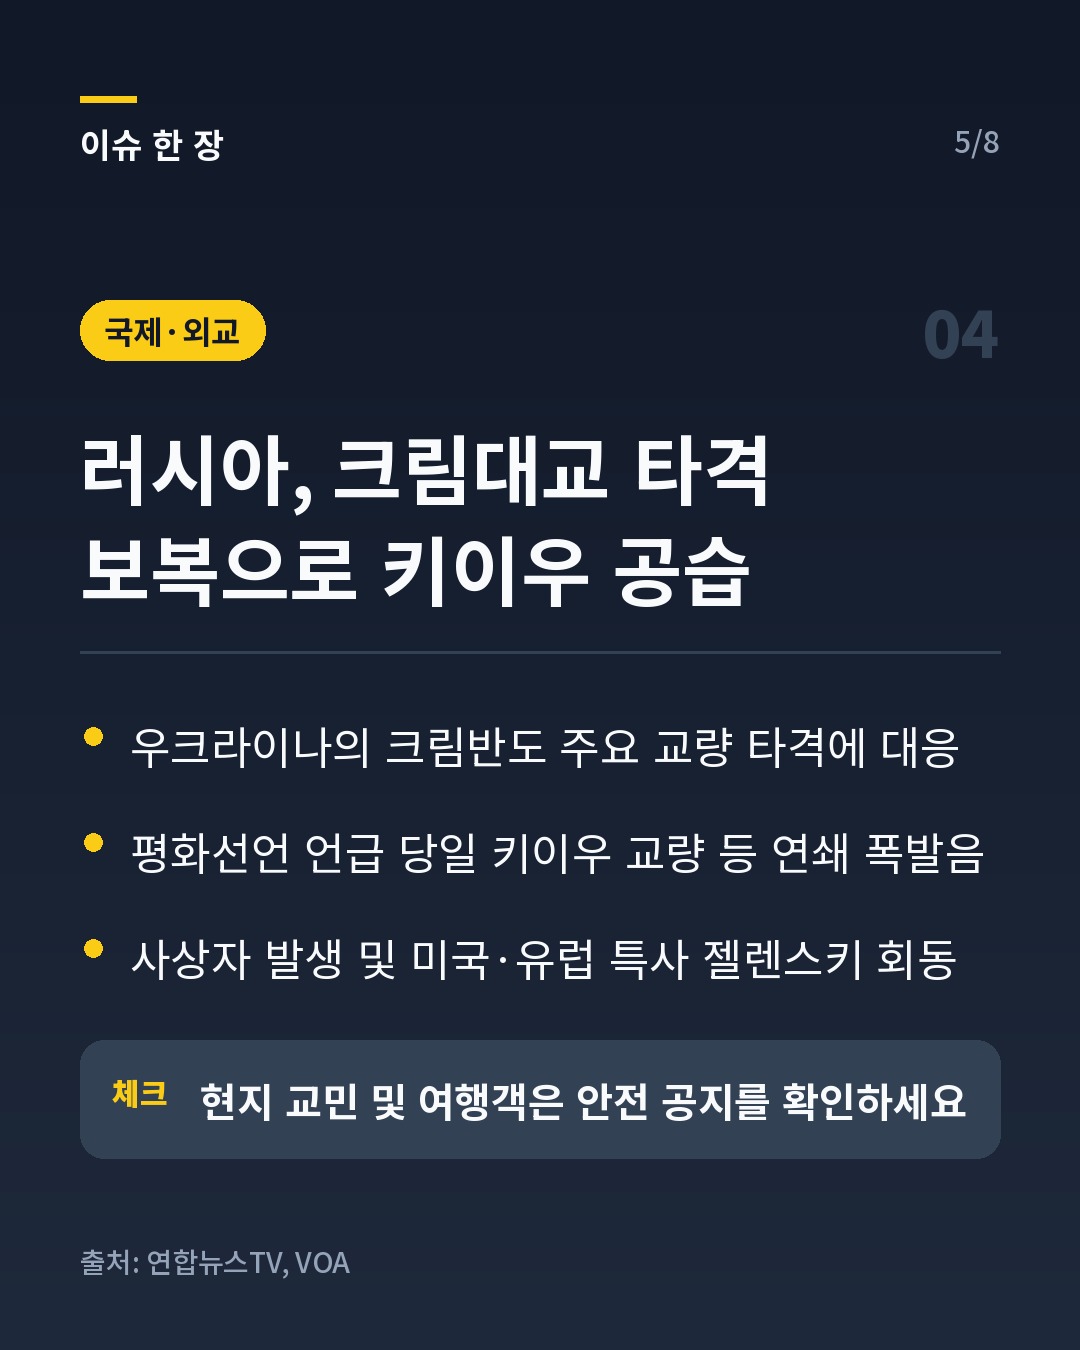 이슈 한 장
5/8
국제·외교
04
러시아, 크림대교 타격
보복으로 키이우 공습
우크라이나의 크림반도 주요 교량 타격에 대응
평화선언 언급 당일 키이우 교량 등 연쇄 폭발음
사상자 발생 및 미국·유럽 특사 젤렌스키 회동
체크 현지 교민 및 여행객은 안전 공지를 확인하세요
출처: 연합뉴스TV, VOA